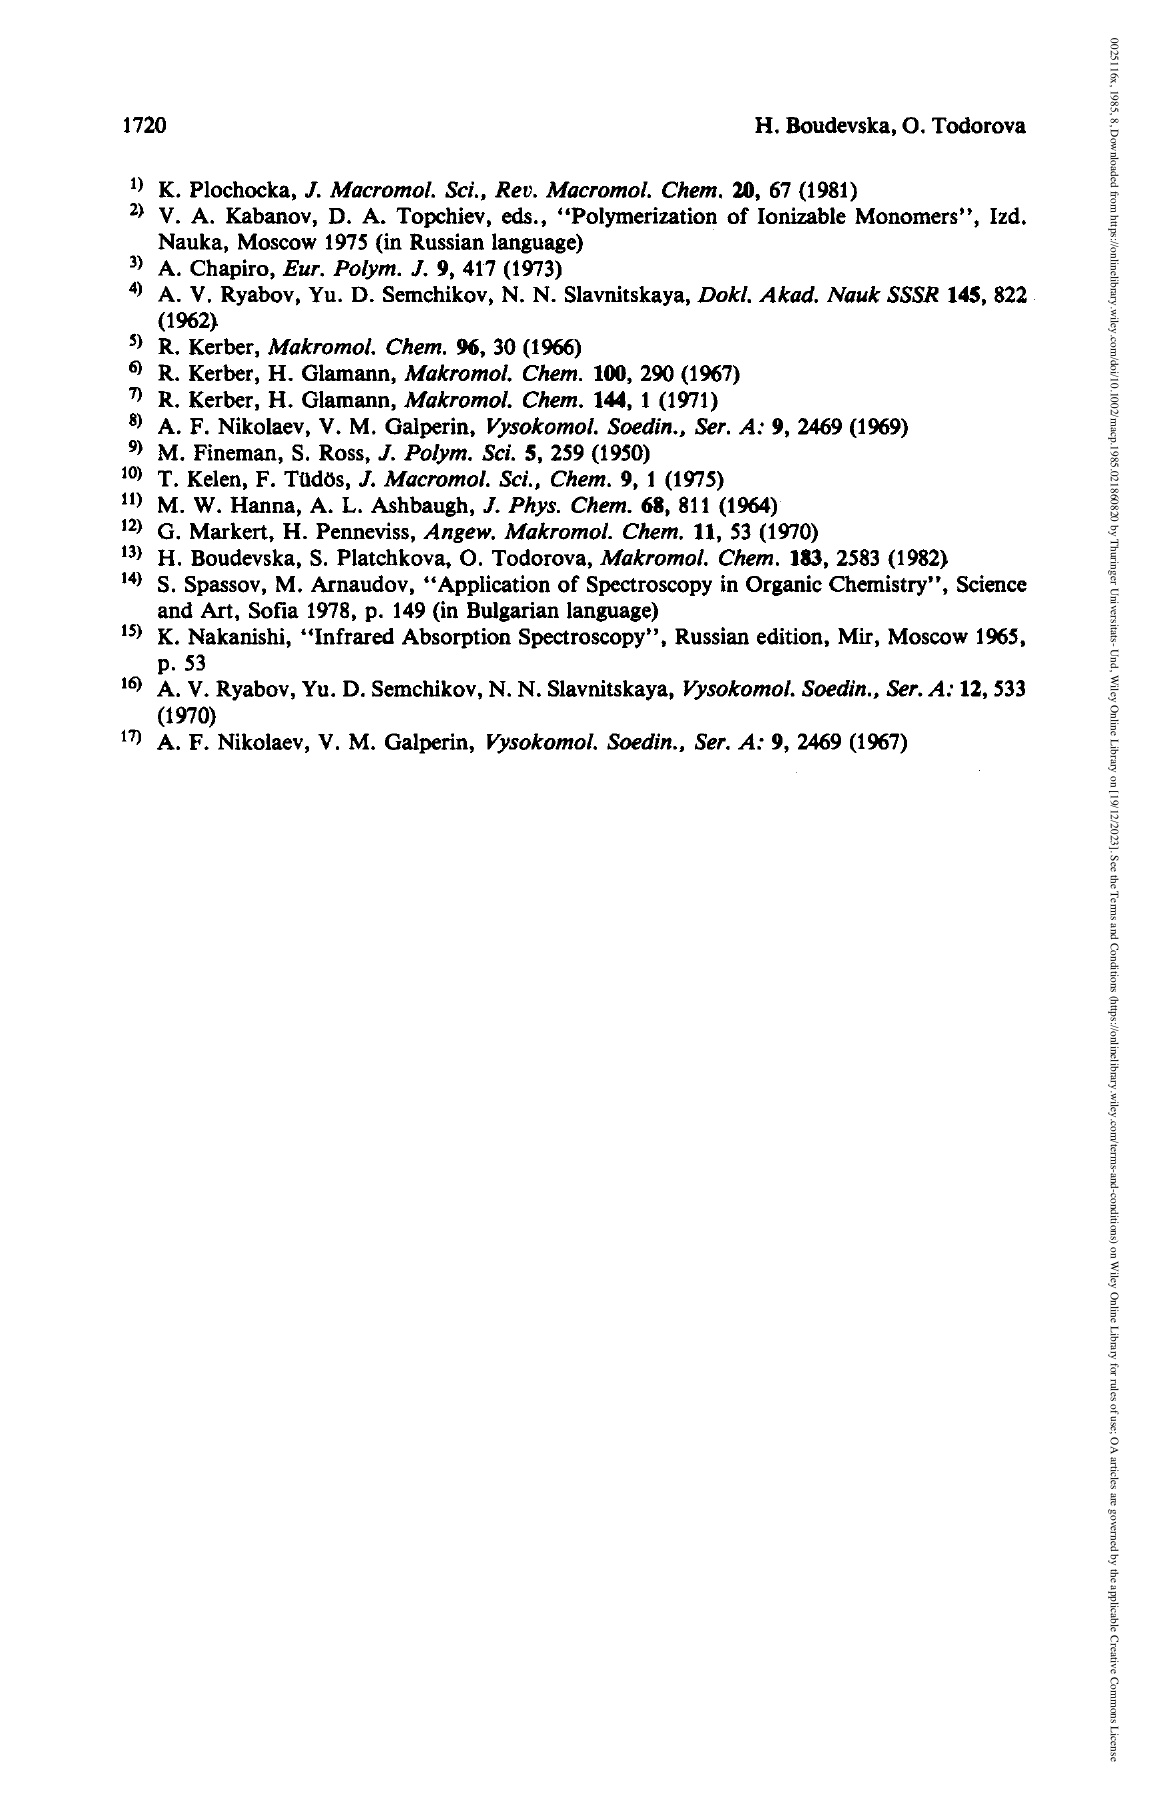 1720
H. Boudevska, O. Todorova
1) K. Plochocka, J. Macromol. Sci., Rev. Macromol. Chem. 20, 67 (1981)
2) V. A. Kabanov, D. A. Topchiev, eds., “Polymerization of Ionizable Monomers”, Izd.
Nauka, Moscow 1975 (in Russian language)
3) A. Chapiro, Eur. Polym. J. 9, 417 (1973)
4) A. V. Ryabov, Yu. D. Semchikov, N. N. Slavnitskaya, Dokl. Akad. Nauk SSSR 145, 822
(1962)
5) R. Kerber, Makromol. Chem. 96, 30 (1966)
6) R. Kerber, H. Glamann, Makromol. Chem. 100, 290 (1967)
7) R. Kerber, H. Glamann, Makromol. Chem. 144, 1 (1971)
8) A. F. Nikolaev, V. M. Galperin, Vysokomol. Soedin., Ser. A: 9, 2469 (1969)
9) M. Fineman, S. Ross, J. Polym. Sci. 5, 259 (1950)
10) T. Kelen, F. Tüdös, J. Macromol. Sci., Chem. 9, 1 (1975)
11) M. W. Hanna, A. L. Ashbaugh, J. Phys. Chem. 68, 811 (1964)
12) G. Markert, H. Penneviss, Angew. Makromol. Chem. 11, 53 (1970)
13) H. Boudevska, S. Platchkova, O. Todorova, Makromol. Chem. 183, 2583 (1982)
14) S. Spassov, M. Arnaudov, “Application of Spectroscopy in Organic Chemistry”, Science
and Art, Sofia 1978, p. 149 (in Bulgarian language)
15) K. Nakanishi, “Infrared Absorption Spectroscopy”, Russian edition, Mir, Moscow 1965,
p. 53
16) A. V. Ryabov, Yu. D. Semchikov, N. N. Slavnitskaya, Vysokomol. Soedin., Ser. A: 12, 533
(1970)
17) A. F. Nikolaev, V. M. Galperin, Vysokomol. Soedin., Ser. A: 9, 2469 (1967)
0025116x, 1985, 8, Downloaded from https://onlinelibrary.wiley.com/doi/10.1002/macp.1985.021860820 by Thuringer Universitats- Und, Wiley Online Library on [19/12/2023]. See the Terms and Conditions (https://onlinelibrary.wiley.com/terms-and-conditions) on Wiley Online Library for rules of use; OA articles are governed by the applicable Creative Commons License